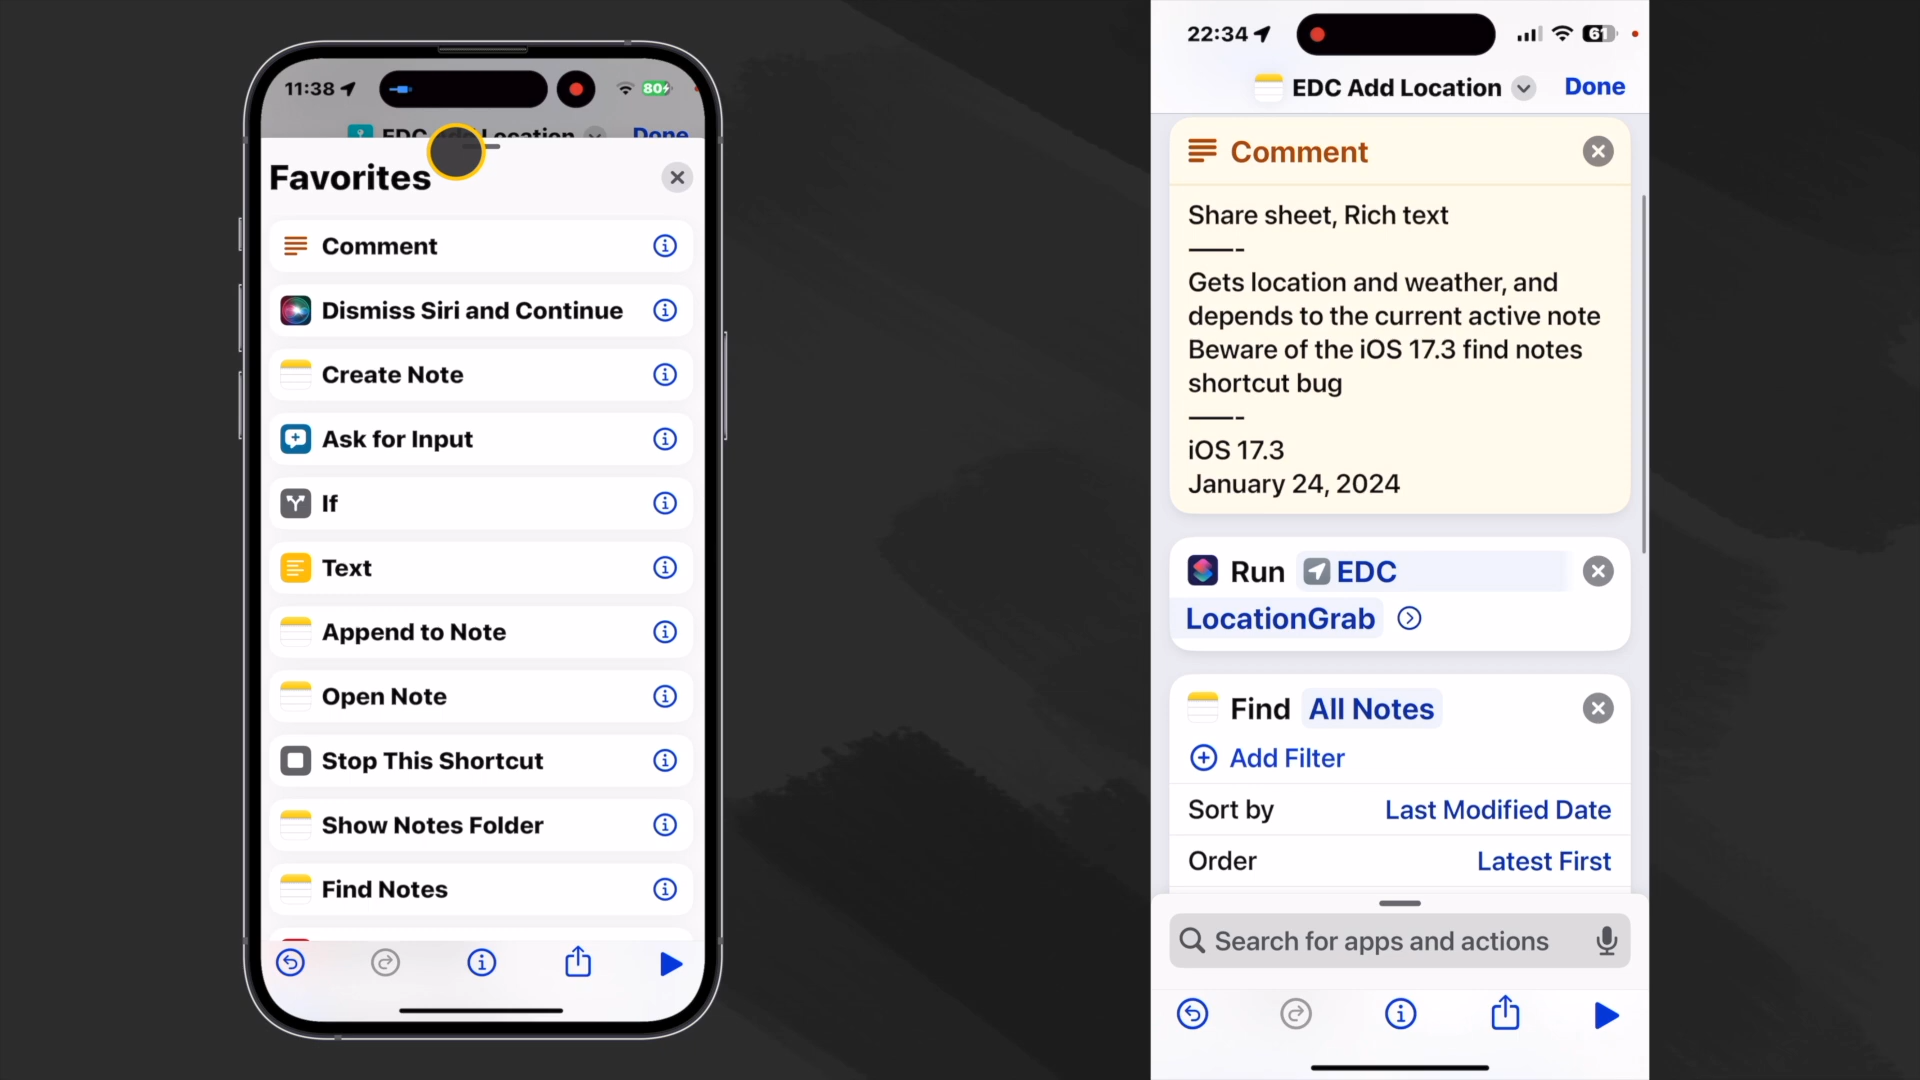 11:38
80
EDC Add Location
Done
Favorites
Comment
Dismiss Siri and Continue
Create Note
Ask for Input
If
Text
Append to Note
Open Note
Stop This Shortcut
Show Notes Folder
Find Notes
22:34
61
EDC Add Location
Done
Comment
Share sheet, Rich text
——-
Gets location and weather, and
depends to the current active note
Beware of the iOS 17.3 find notes
shortcut bug
——-
iOS 17.3
January 24, 2024
Run EDC
LocationGrab
Find All Notes
Add Filter
Sort by Last Modified Date
Order Latest First
Search for apps and actions